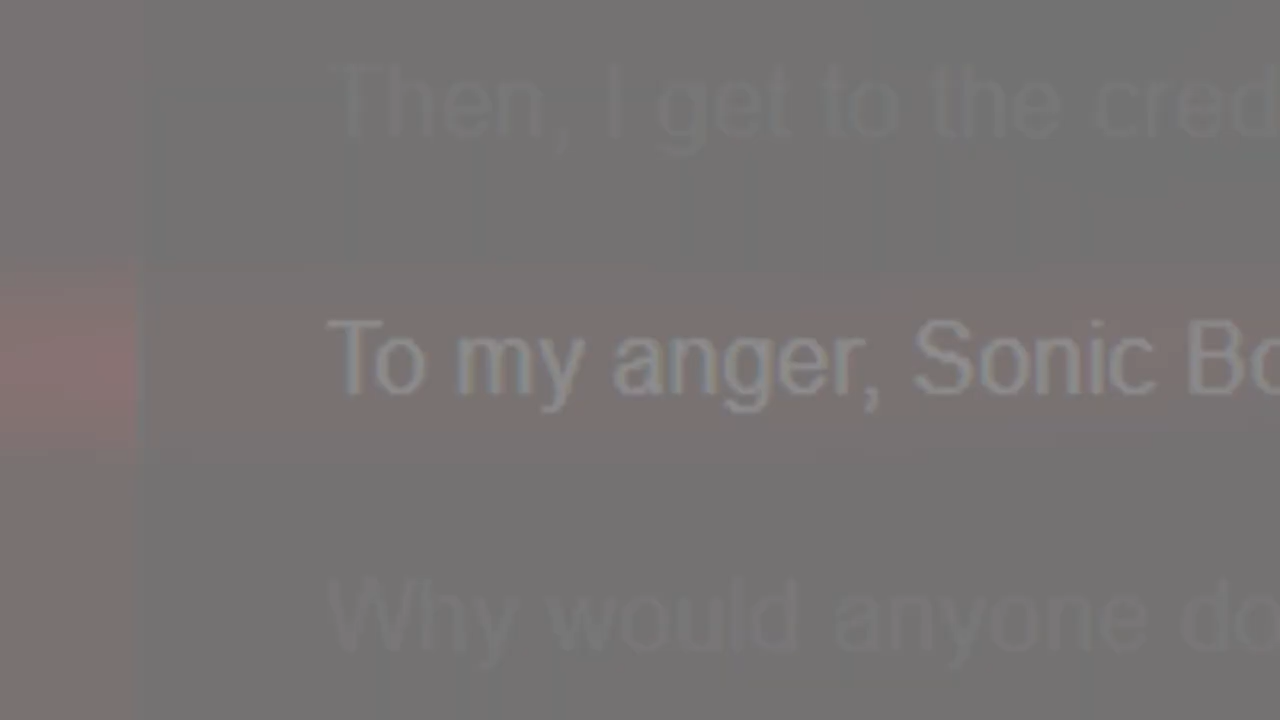 Then, I get to the cred
To my anger, Sonic Bo
Why would anyone do